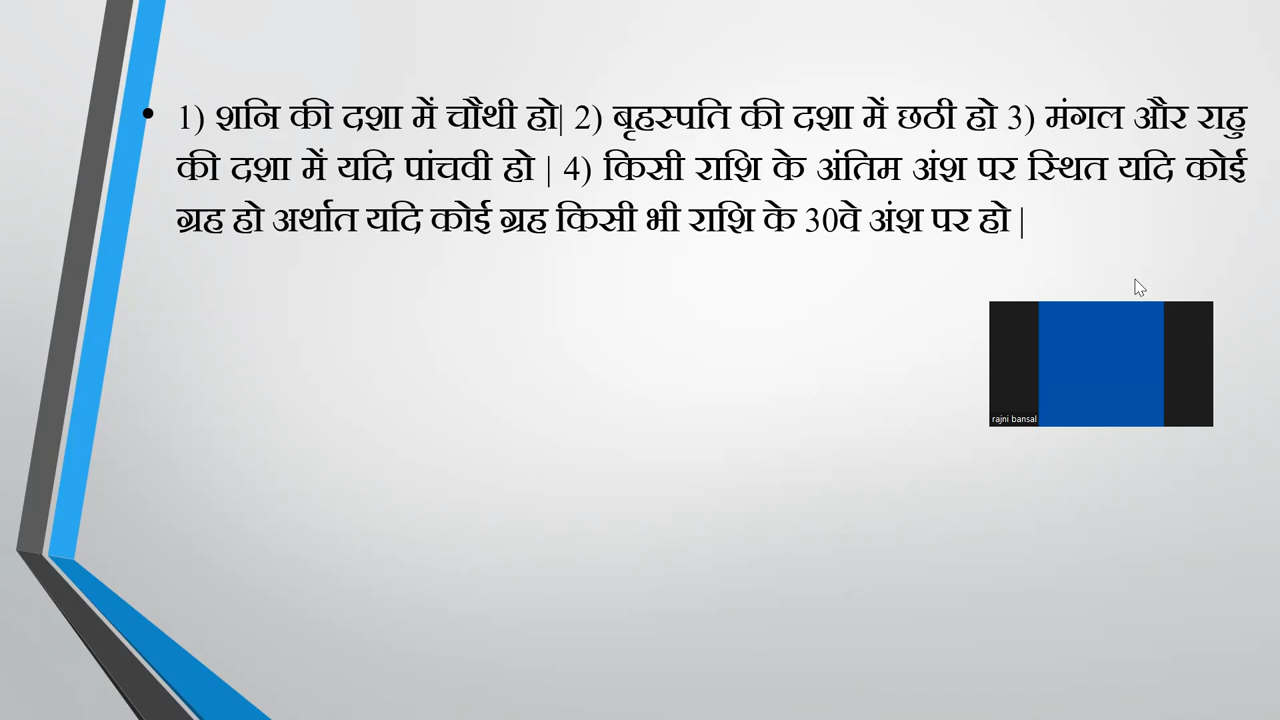 • 1) शनि की दशा में चौथी हो| 2) बृहस्पति की दशा में छठी हो 3) मंगल और राहु
की दशा में यदि पांचवी हो | 4) किसी राशि के अंतिम अंश पर स्थित यदि कोई
ग्रह हो अर्थात यदि कोई ग्रह किसी भी राशि के 30वे अंश पर हो |
rajni bansal